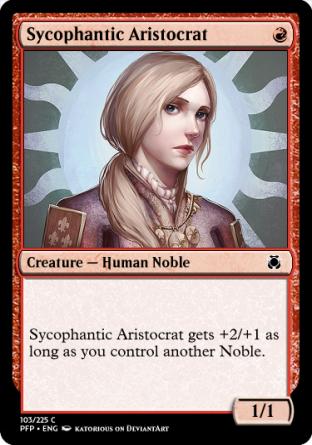 Sycophantic Aristocrat
Creature — Human Noble
Sycophantic Aristocrat gets +2/+1 as
long as you control another Noble.
1/1
103/225 C
PFP • ENG KATORIOUS ON DEVIANTART